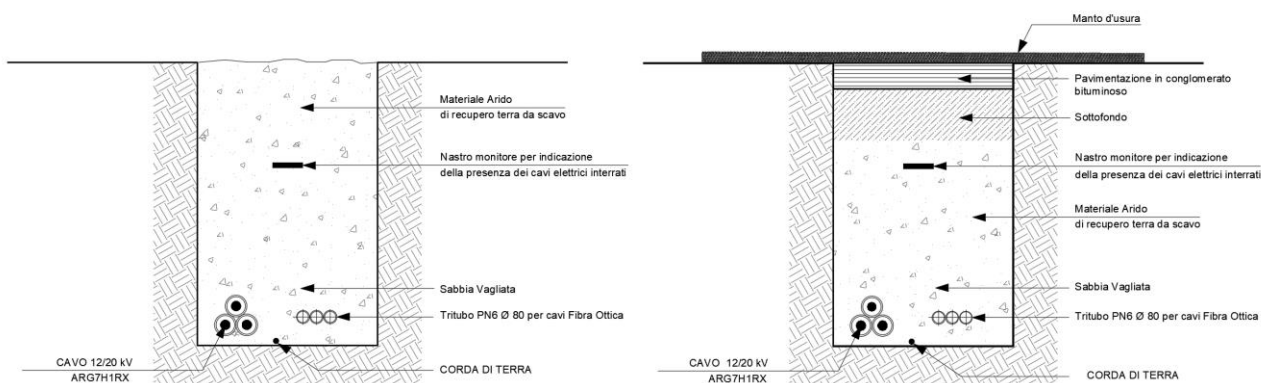 Materiale Arido
di recupero terra da scavo
Nastro monitore per indicazione
della presenza dei cavi elettrici interrati
Sabbia Vagliata
Tritubo PN6 Ø 80 per cavi Fibra Ottica
CAVO 12/20 kV
ARG7H1RX
CORDA DI TERRA
Manto d'usura
Pavimentazione in conglomerato
bituminoso
Sottofondo
Nastro monitore per indicazione
della presenza dei cavi elettrici interrati
Materiale Arido
di recupero terra da scavo
Sabbia Vagliata
Tritubo PN6 Ø 80 per cavi Fibra Ottica
CAVO 12/20 kV
ARG7H1RX
CORDA DI TERRA